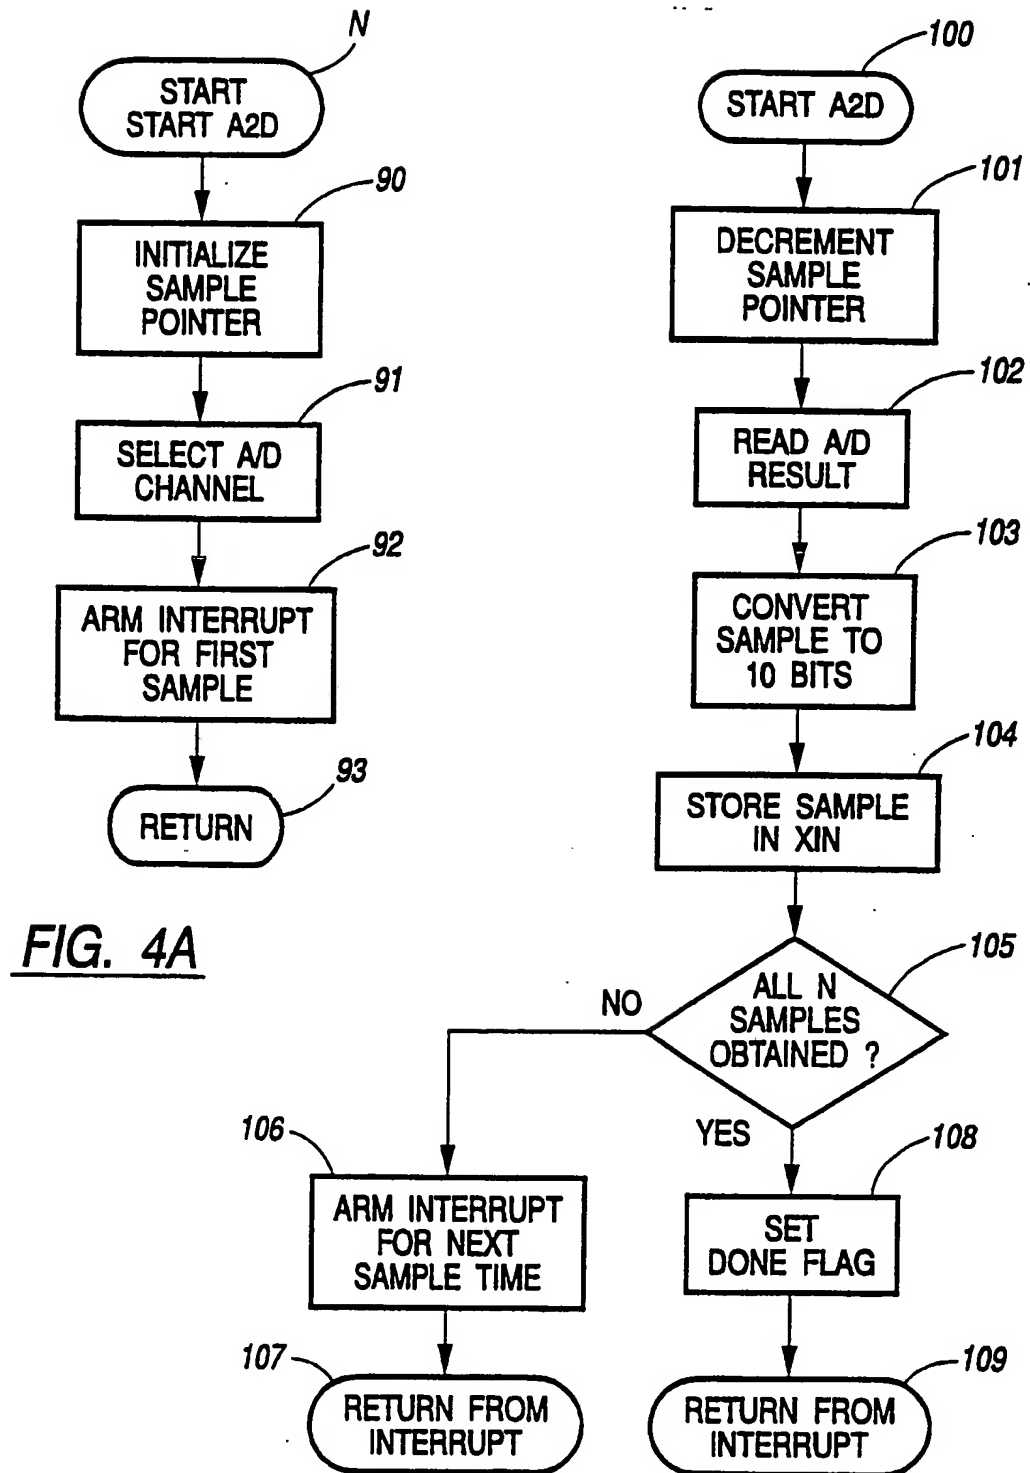 N
START
START A2D
90
INITIALIZE
SAMPLE
POINTER
91
SELECT A/D
CHANNEL
92
ARM INTERRUPT
FOR FIRST
SAMPLE
93
RETURN
FIG. 4A
100
START A2D
101
DECREMENT
SAMPLE
POINTER
102
READ A/D
RESULT
103
CONVERT
SAMPLE TO
10 BITS
104
STORE SAMPLE
IN XIN
105
ALL N
SAMPLES
OBTAINED ?
NO
YES
106
ARM INTERRUPT
FOR NEXT
SAMPLE TIME
107
RETURN FROM
INTERRUPT
108
SET
DONE FLAG
109
RETURN FROM
INTERRUPT